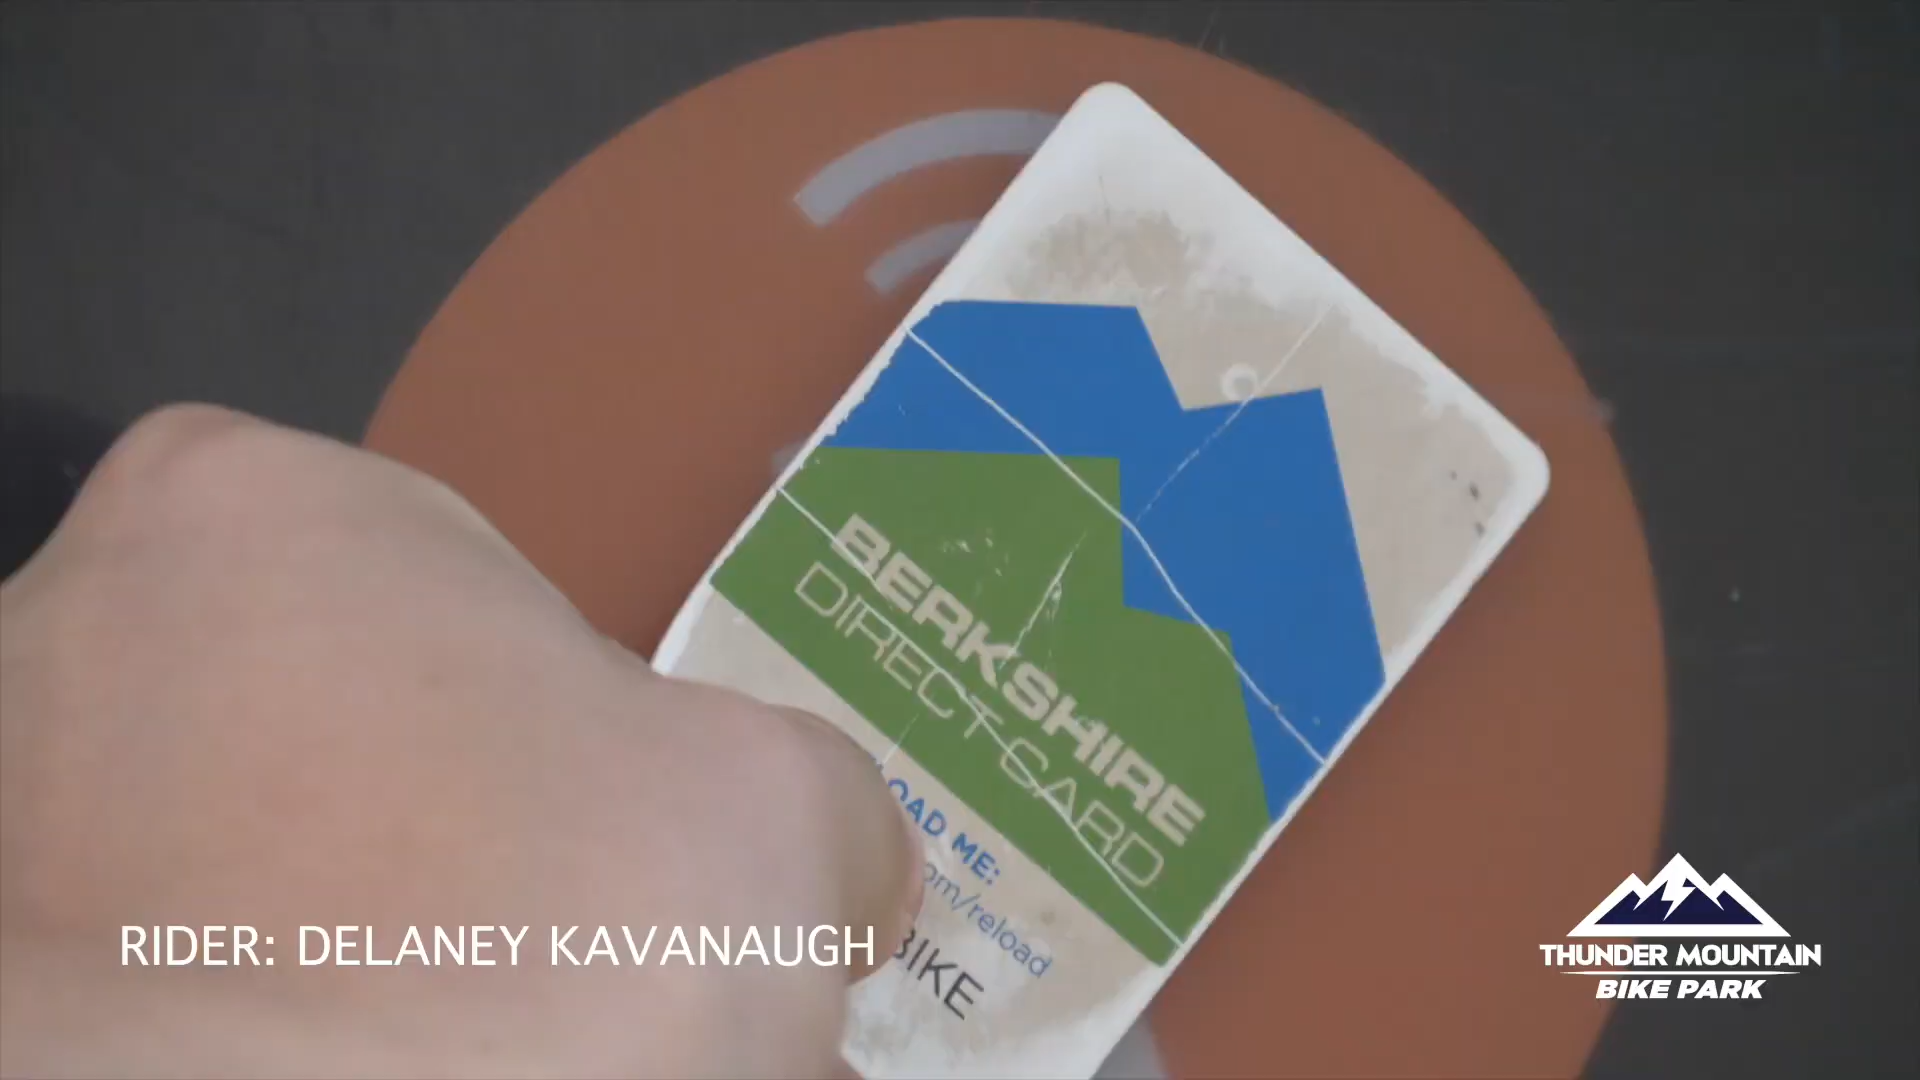 BERKSHIRE
DIRECT CARD
OAD ME:
om/reload
BIKE
RIDER: DELANEY KAVANAUGH
THUNDER MOUNTAIN
BIKE PARK